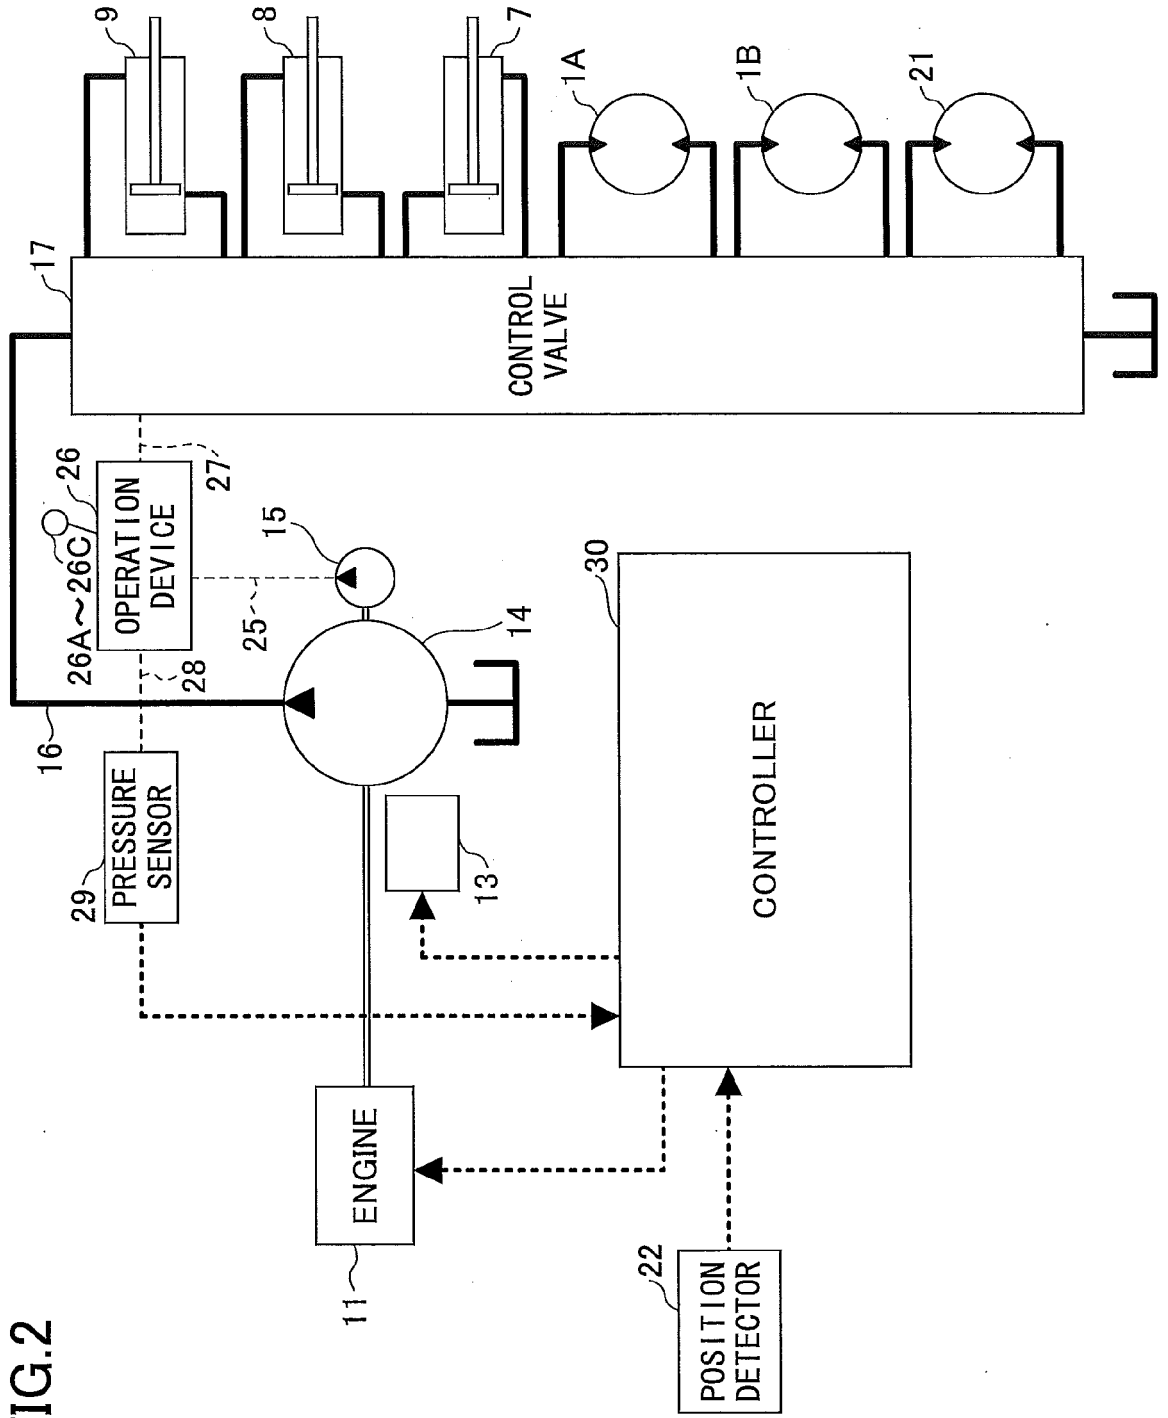 IG.2
11
ENGINE
22
POSITION
DETECTOR
29
PRESSURE
SENSOR
16
28
26A~26C
26
OPERATION
DEVICE
27
25
15
14
13
30
CONTROLLER
17
CONTROL
VALVE
9
8
7
1A
1B
21